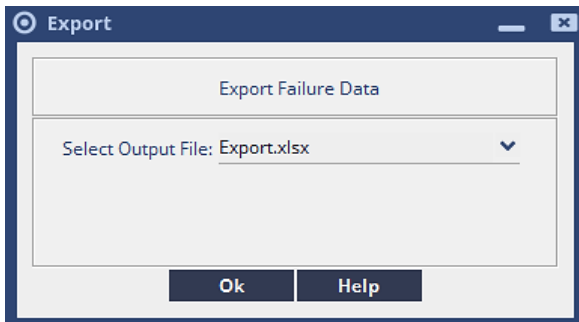 Export
Export Failure Data
Select Output File: Export.xlsx
Ok Help